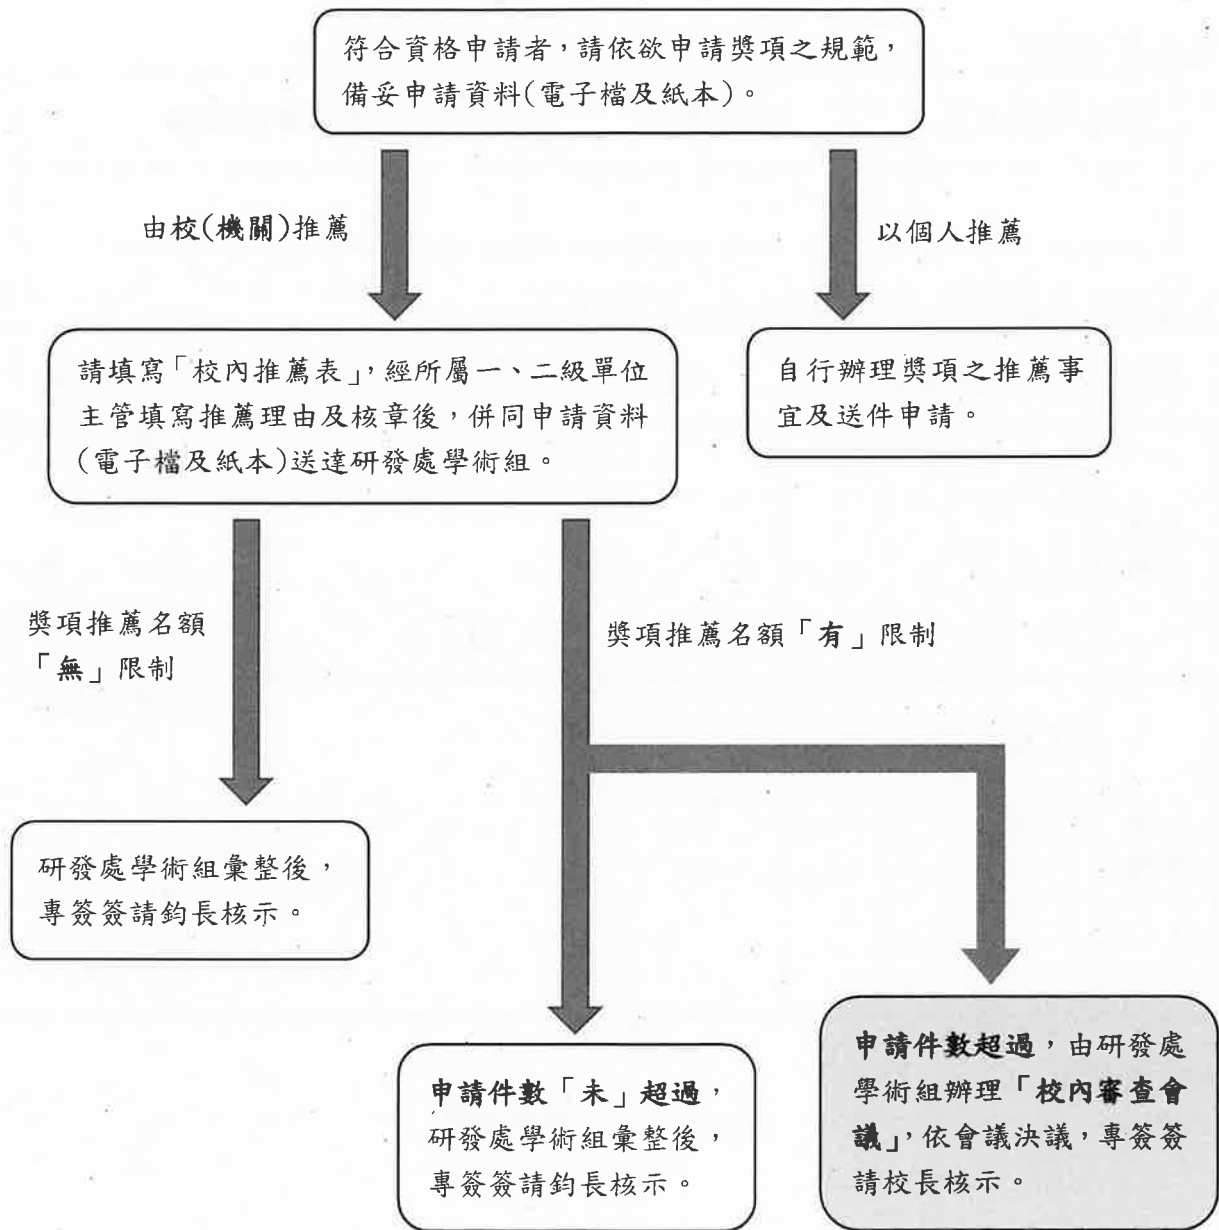 符合資格申請者，請依欲申請獎項之規範，
備妥申請資料(電子檔及紙本)。
由校(機關)推薦
以個人推薦
請填寫「校內推薦表」，經所屬一、二級單位
主管填寫推薦理由及核章後，併同申請資料
(電子檔及紙本)送達研發處學術組。
自行辦理獎項之推薦事
宜及送件申請。
獎項推薦名額
「無」限制
獎項推薦名額「有」限制
研發處學術組彙整後，
專簽簽請鈞長核示。
申請件數「未」超過，
研發處學術組彙整後，
專簽簽請鈞長核示。
申請件數超過，由研發處
學術組辦理「校內審查會
議」，依會議決議，專簽簽
請校長核示。